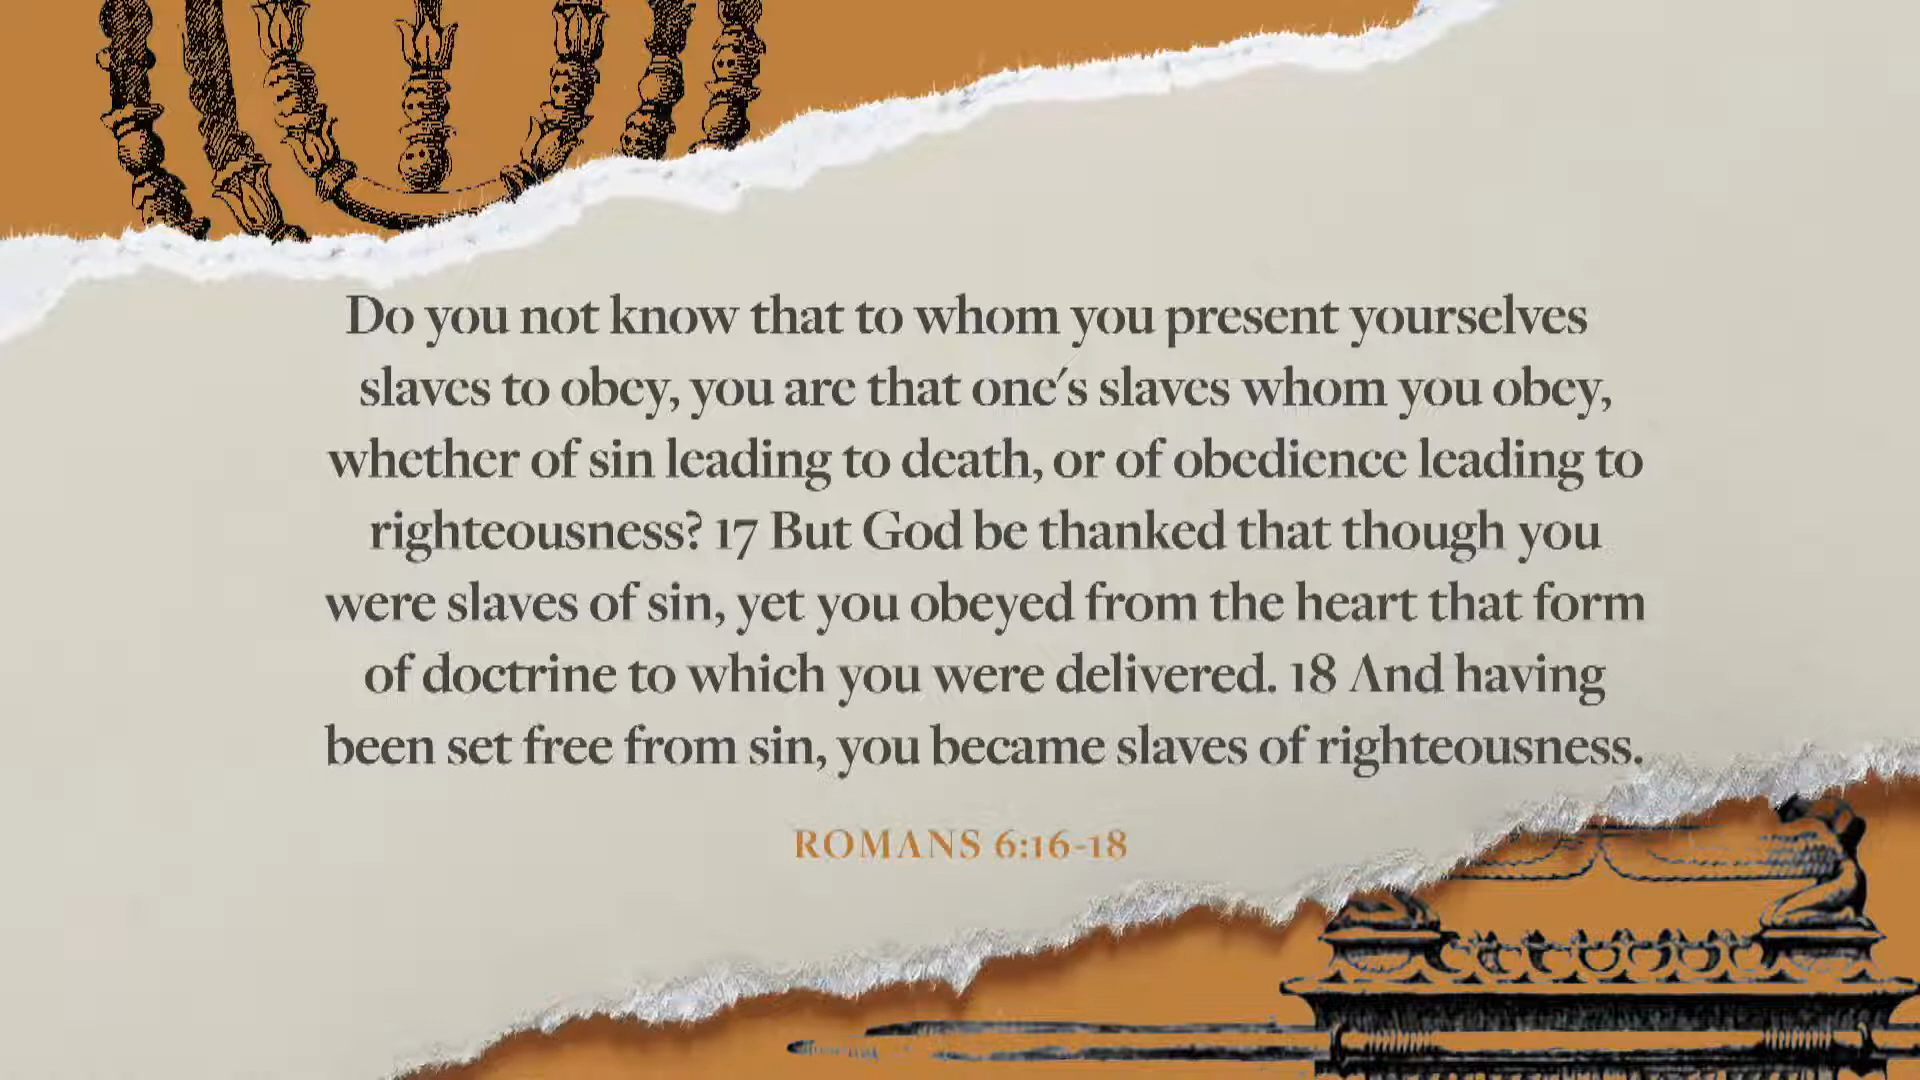 Do you not know that to whom you present yourselves
slaves to obey, you are that one's slaves whom you obey,
whether of sin leading to death, or of obedience leading to
righteousness? 17 But God be thanked that though you
were slaves of sin, yet you obeyed from the heart that form
of doctrine to which you were delivered. 18 And having
been set free from sin, you became slaves of righteousness.
ROMANS 6:16-18